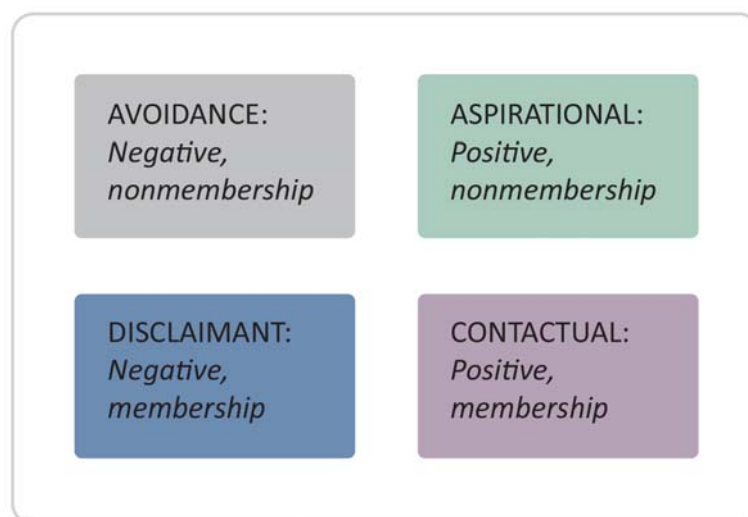 AVOIDANCE:
Negative,
nonmembership
ASPIRATIONAL:
Positive,
nonmembership
DISCLAIMANT:
Negative,
membership
CONTACTUAL:
Positive,
membership